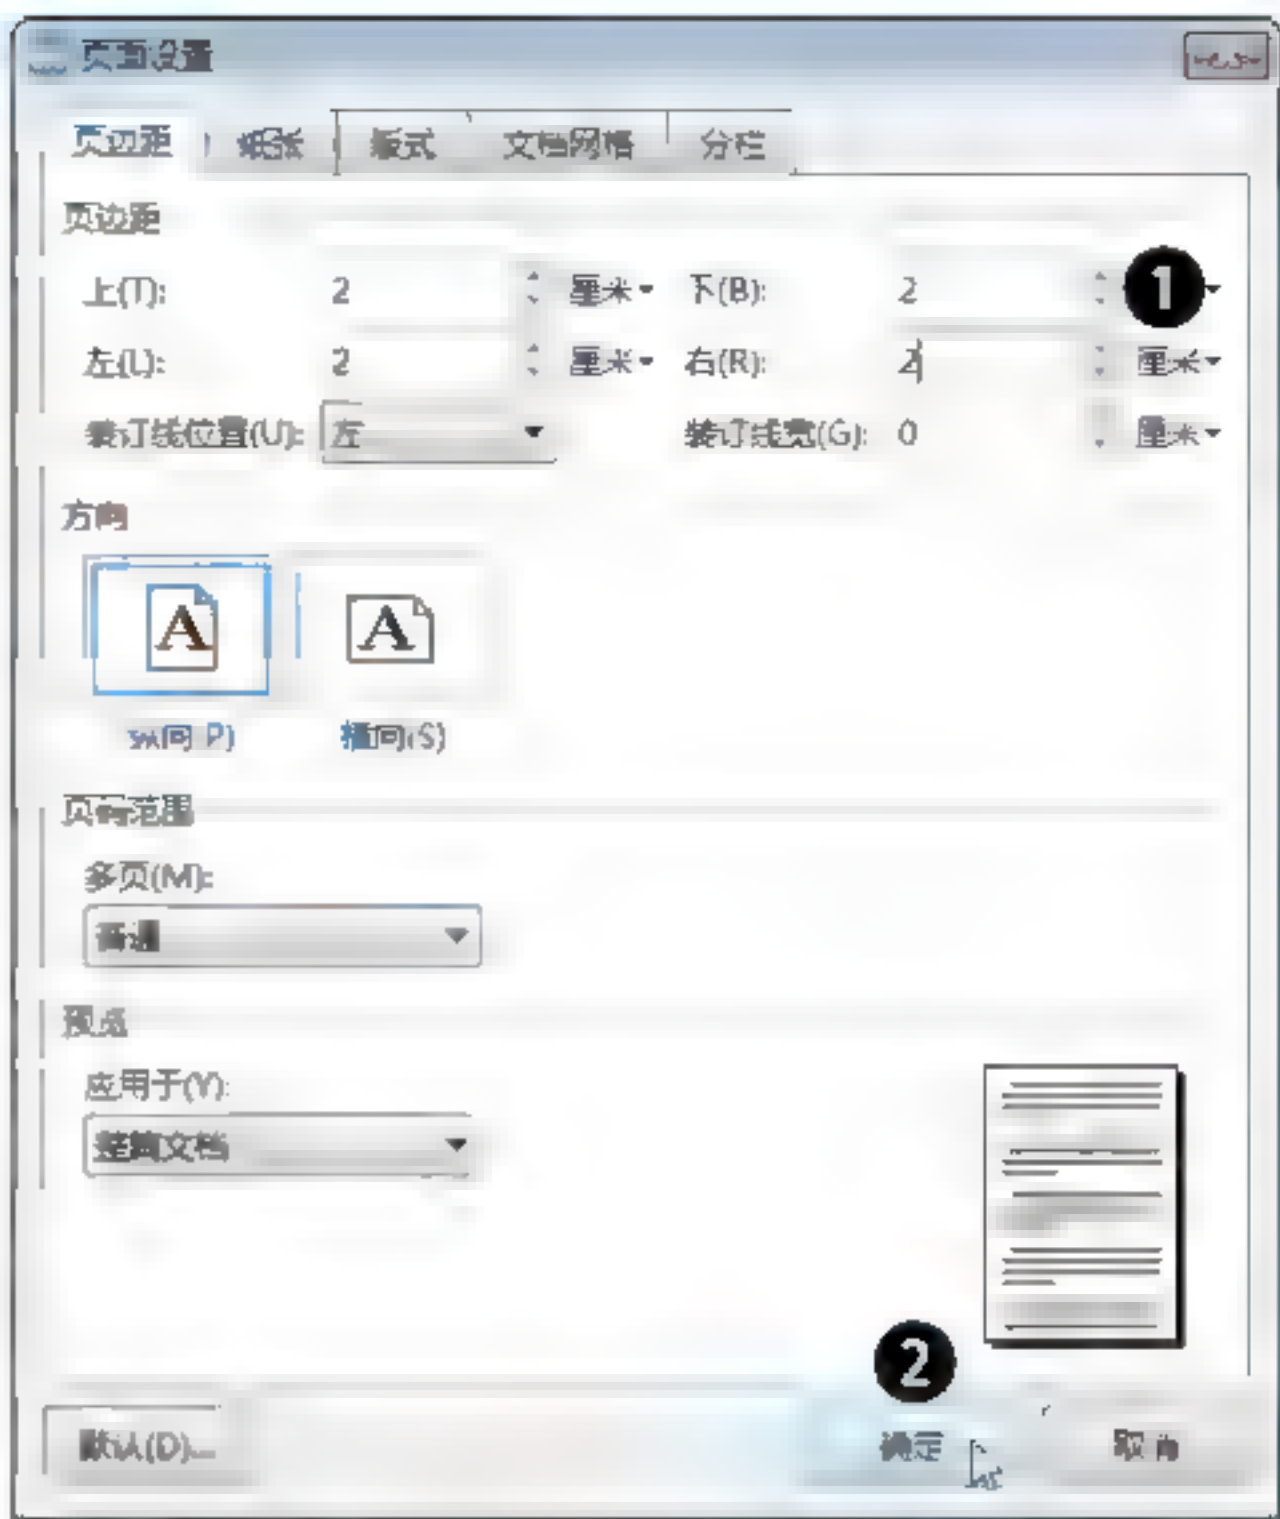 页面设置
页边距 纸张 版式 文档网格 分栏
页边距
上(T): 2 厘米 下(B): 2 1
左(L): 2 厘米 右(R): 2 厘米
装订线位置(U): 左 装订线宽(G): 0 厘米
方向
A A
纵向(P) 横向(S)
页码范围
多页(M):
普通
预览
应用于(Y):
整篇文档
2
默认(D)... 确定 取消